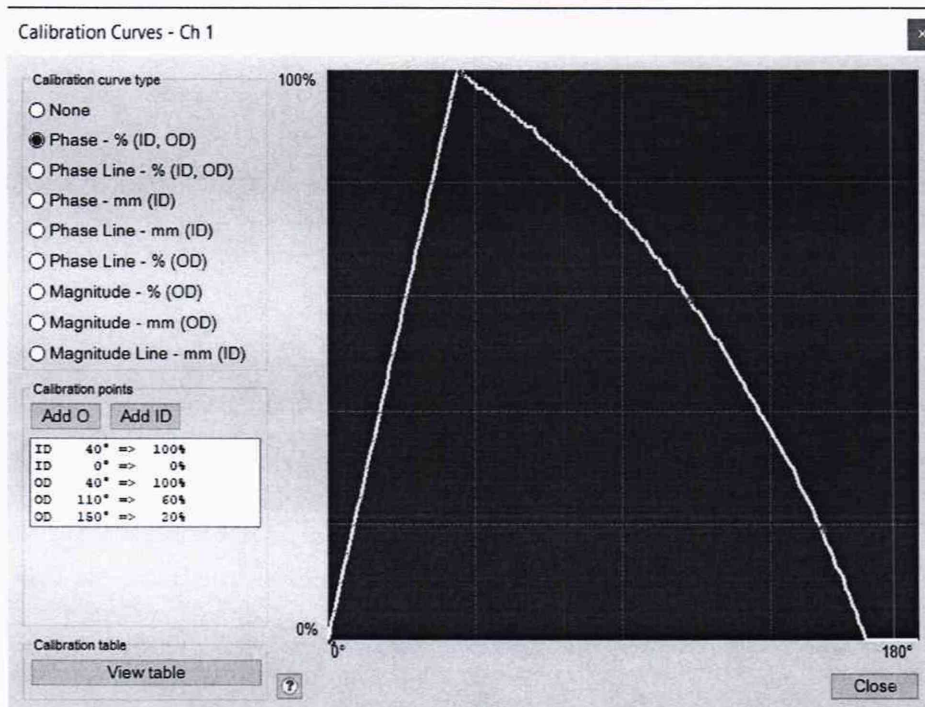 Calibration Curves - Ch 1
Calibration curve type
None
Phase - % (ID, OD)
Phase Line - % (ID, OD)
Phase - mm (ID)
Phase Line - mm (ID)
Phase Line - % (OD)
Magnitude - % (OD)
Magnitude - mm (OD)
Magnitude Line - mm (ID)
Calibration points
Add O Add ID
ID 40° => 100%
ID 0° => 0%
OD 40° => 100%
OD 110° => 60%
OD 150° => 20%
Calibration table
View table
?
100%
0%
0° 180°
Close